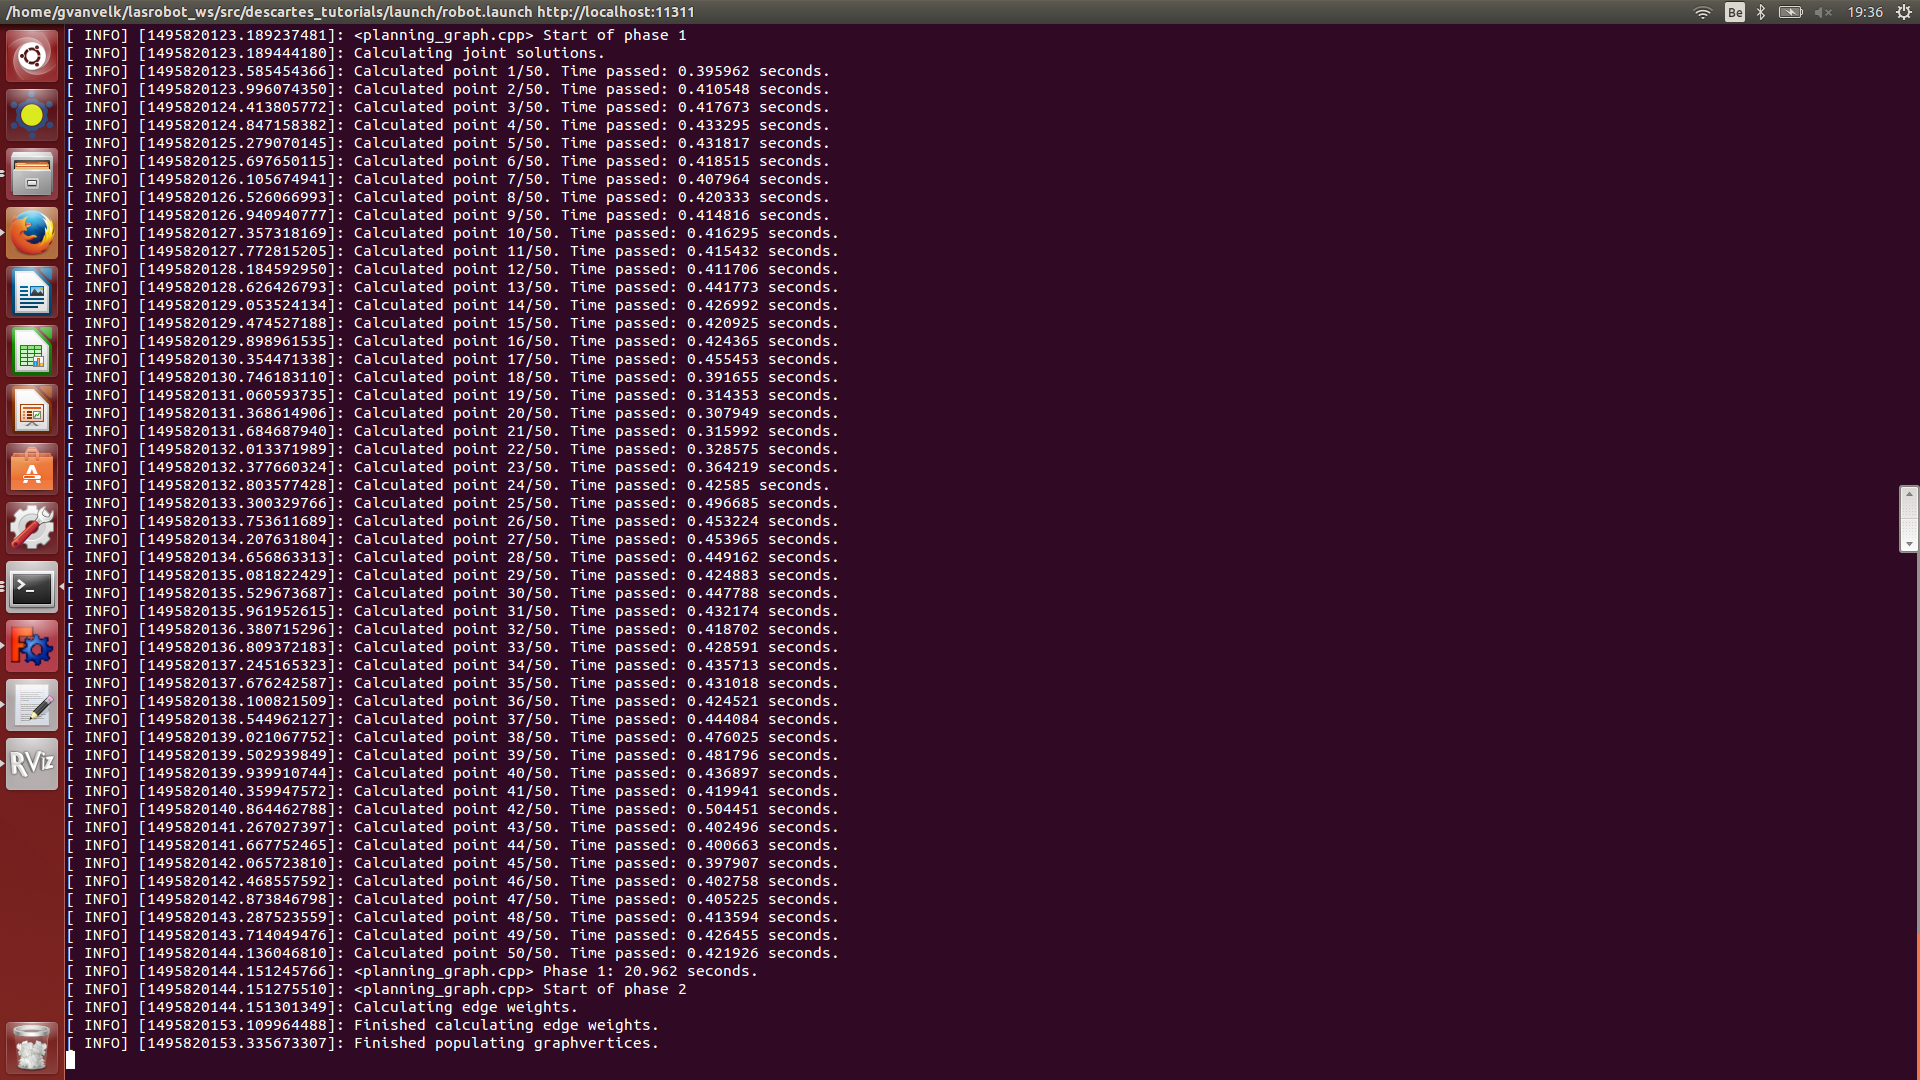 /home/gvanvelk/lasrobot_ws/src/descartes_tutorials/launch/robot.launch http://localhost:11311
Be
19:36
[ INFO] [1495820123.189237481]: <planning_graph.cpp> Start of phase 1
[ INFO] [1495820123.189444180]: Calculating joint solutions.
[ INFO] [1495820123.585454366]: Calculated point 1/50. Time passed: 0.395962 seconds.
[ INFO] [1495820123.996074350]: Calculated point 2/50. Time passed: 0.410548 seconds.
[ INFO] [1495820124.413805772]: Calculated point 3/50. Time passed: 0.417673 seconds.
[ INFO] [1495820124.847158382]: Calculated point 4/50. Time passed: 0.433295 seconds.
[ INFO] [1495820125.279070145]: Calculated point 5/50. Time passed: 0.431817 seconds.
[ INFO] [1495820125.697650115]: Calculated point 6/50. Time passed: 0.418515 seconds.
[ INFO] [1495820126.105674941]: Calculated point 7/50. Time passed: 0.407964 seconds.
[ INFO] [1495820126.526066993]: Calculated point 8/50. Time passed: 0.420333 seconds.
[ INFO] [1495820126.940940777]: Calculated point 9/50. Time passed: 0.414816 seconds.
[ INFO] [1495820127.357318169]: Calculated point 10/50. Time passed: 0.416295 seconds.
[ INFO] [1495820127.772815205]: Calculated point 11/50. Time passed: 0.415432 seconds.
[ INFO] [1495820128.184592950]: Calculated point 12/50. Time passed: 0.411706 seconds.
[ INFO] [1495820128.626426793]: Calculated point 13/50. Time passed: 0.441773 seconds.
[ INFO] [1495820129.053524134]: Calculated point 14/50. Time passed: 0.426992 seconds.
[ INFO] [1495820129.474527188]: Calculated point 15/50. Time passed: 0.420925 seconds.
[ INFO] [1495820129.898961535]: Calculated point 16/50. Time passed: 0.424365 seconds.
[ INFO] [1495820130.354471338]: Calculated point 17/50. Time passed: 0.455453 seconds.
[ INFO] [1495820130.746183110]: Calculated point 18/50. Time passed: 0.391655 seconds.
[ INFO] [1495820131.060593735]: Calculated point 19/50. Time passed: 0.314353 seconds.
[ INFO] [1495820131.368614906]: Calculated point 20/50. Time passed: 0.307949 seconds.
[ INFO] [1495820131.684687940]: Calculated point 21/50. Time passed: 0.315992 seconds.
[ INFO] [1495820132.013371989]: Calculated point 22/50. Time passed: 0.328575 seconds.
[ INFO] [1495820132.377660324]: Calculated point 23/50. Time passed: 0.364219 seconds.
[ INFO] [1495820132.803577428]: Calculated point 24/50. Time passed: 0.42585 seconds.
[ INFO] [1495820133.300329766]: Calculated point 25/50. Time passed: 0.496685 seconds.
[ INFO] [1495820133.753611689]: Calculated point 26/50. Time passed: 0.453224 seconds.
[ INFO] [1495820134.207631804]: Calculated point 27/50. Time passed: 0.453965 seconds.
[ INFO] [1495820134.656863313]: Calculated point 28/50. Time passed: 0.449162 seconds.
[ INFO] [1495820135.081822429]: Calculated point 29/50. Time passed: 0.424883 seconds.
[ INFO] [1495820135.529673687]: Calculated point 30/50. Time passed: 0.447788 seconds.
[ INFO] [1495820135.961952615]: Calculated point 31/50. Time passed: 0.432174 seconds.
[ INFO] [1495820136.380715296]: Calculated point 32/50. Time passed: 0.418702 seconds.
[ INFO] [1495820136.809372183]: Calculated point 33/50. Time passed: 0.428591 seconds.
[ INFO] [1495820137.245165323]: Calculated point 34/50. Time passed: 0.435713 seconds.
[ INFO] [1495820137.676242587]: Calculated point 35/50. Time passed: 0.431018 seconds.
[ INFO] [1495820138.100821509]: Calculated point 36/50. Time passed: 0.424521 seconds.
[ INFO] [1495820138.544962127]: Calculated point 37/50. Time passed: 0.444084 seconds.
[ INFO] [1495820139.021067752]: Calculated point 38/50. Time passed: 0.476025 seconds.
[ INFO] [1495820139.502939849]: Calculated point 39/50. Time passed: 0.481796 seconds.
[ INFO] [1495820139.939910744]: Calculated point 40/50. Time passed: 0.436897 seconds.
[ INFO] [1495820140.359947572]: Calculated point 41/50. Time passed: 0.419941 seconds.
[ INFO] [1495820140.864462788]: Calculated point 42/50. Time passed: 0.504451 seconds.
[ INFO] [1495820141.267027397]: Calculated point 43/50. Time passed: 0.402496 seconds.
[ INFO] [1495820141.667752465]: Calculated point 44/50. Time passed: 0.400663 seconds.
[ INFO] [1495820142.065723810]: Calculated point 45/50. Time passed: 0.397907 seconds.
[ INFO] [1495820142.468557592]: Calculated point 46/50. Time passed: 0.402758 seconds.
[ INFO] [1495820142.873846798]: Calculated point 47/50. Time passed: 0.405225 seconds.
[ INFO] [1495820143.287523559]: Calculated point 48/50. Time passed: 0.413594 seconds.
[ INFO] [1495820143.714049476]: Calculated point 49/50. Time passed: 0.426455 seconds.
[ INFO] [1495820144.136046810]: Calculated point 50/50. Time passed: 0.421926 seconds.
[ INFO] [1495820144.151245766]: <planning_graph.cpp> Phase 1: 20.962 seconds.
[ INFO] [1495820144.151275510]: <planning_graph.cpp> Start of phase 2
[ INFO] [1495820144.151301349]: Calculating edge weights.
[ INFO] [1495820153.109964488]: Finished calculating edge weights.
[ INFO] [1495820153.335673307]: Finished populating graphvertices.
RViz